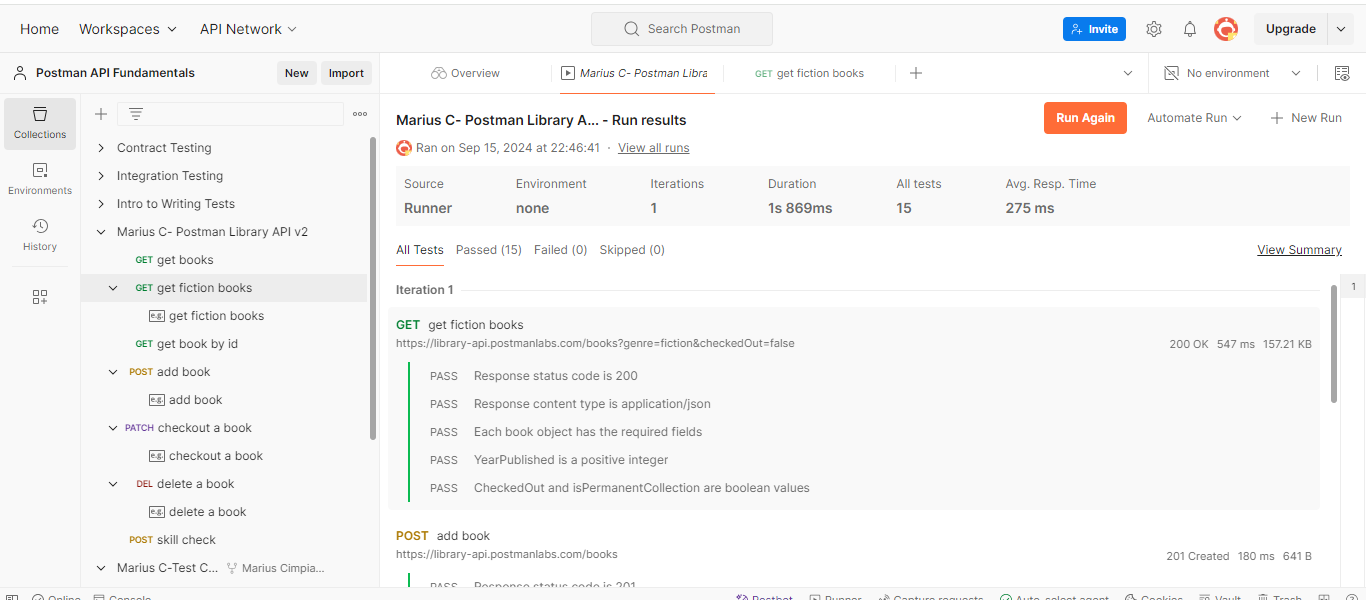 Home Workspaces API Network Search Postman Invite Upgrade
Postman API Fundamentals New Import Overview Marius C- Postman Libra GET get fiction books No environment
Collections
Environments
History
Contract Testing
Integration Testing
Intro to Writing Tests
Marius C- Postman Library API v2
GET get books
GET get fiction books
e.g. get fiction books
GET get book by id
POST add book
e.g. add book
PATCH checkout a book
e.g. checkout a book
DEL delete a book
e.g. delete a book
POST skill check
Marius C-Test C... Marius Cimpia...
Marius C- Postman Library A... - Run results Run Again Automate Run New Run
Ran on Sep 15, 2024 at 22:46:41 · View all runs
Source Environment Iterations Duration All tests Avg. Resp. Time
Runner none 1 1s 869ms 15 275 ms
All Tests Passed (15) Failed (0) Skipped (0) View Summary
Iteration 1 1
GET get fiction books
https://library-api.postmanlabs.com/books?genre=fiction&checkedOut=false 200 OK 547 ms 157.21 KB
PASS Response status code is 200
PASS Response content type is application/json
PASS Each book object has the required fields
PASS YearPublished is a positive integer
PASS CheckedOut and isPermanentCollection are boolean values
POST add book
https://library-api.postmanlabs.com/books 201 Created 180 ms 641 B
PASS Response status code is 201
Online Console Postbot Runner Capture requests Auto-select agent Cookies Vault Trash